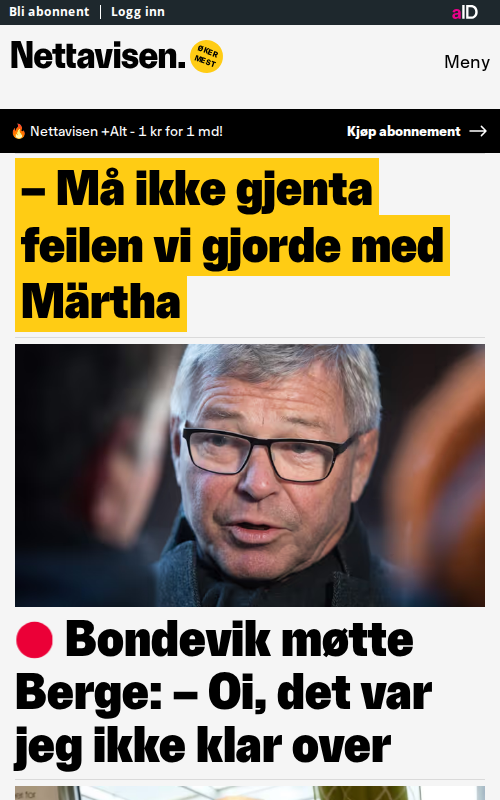 Bli abonnent
Logg inn
aID
Nettavisen.
ØKER
MEST
Meny
🔥 Nettavisen +Alt - 1 kr for 1 md!
Kjøp abonnement →
– Må ikke gjenta
feilen vi gjorde med
Märtha
Bondevik møtte
Berge: – Oi, det var
jeg ikke klar over